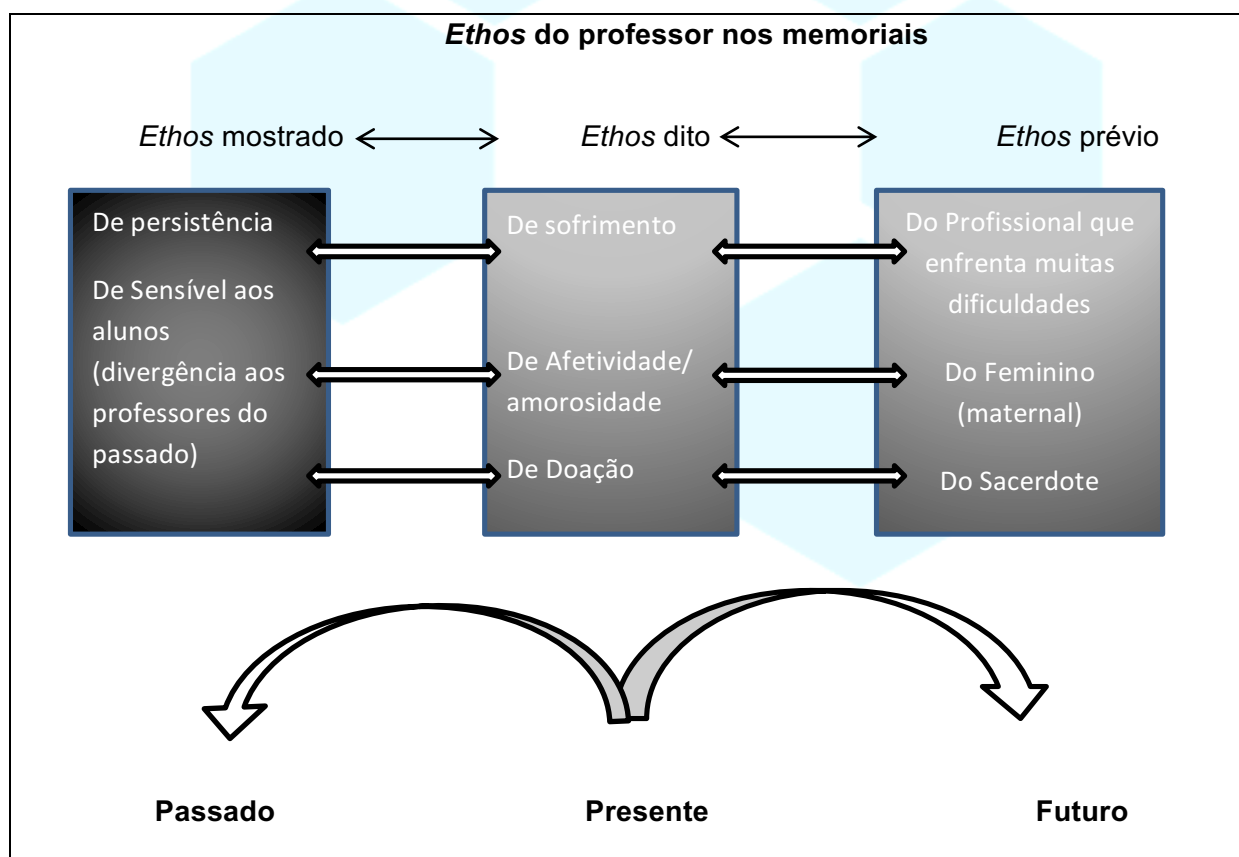 Ethos do professor nos memoriais
Ethos mostrado
Ethos dito
Ethos prévio
De persistência
De Sensível aos
alunos
(divergência aos
professores do
passado)
De sofrimento
De Afetividade/
amorosidade
De Doação
Do Profissional que
enfrenta muitas
dificuldades
Do Feminino
(maternal)
Do Sacerdote
Passado
Presente
Futuro